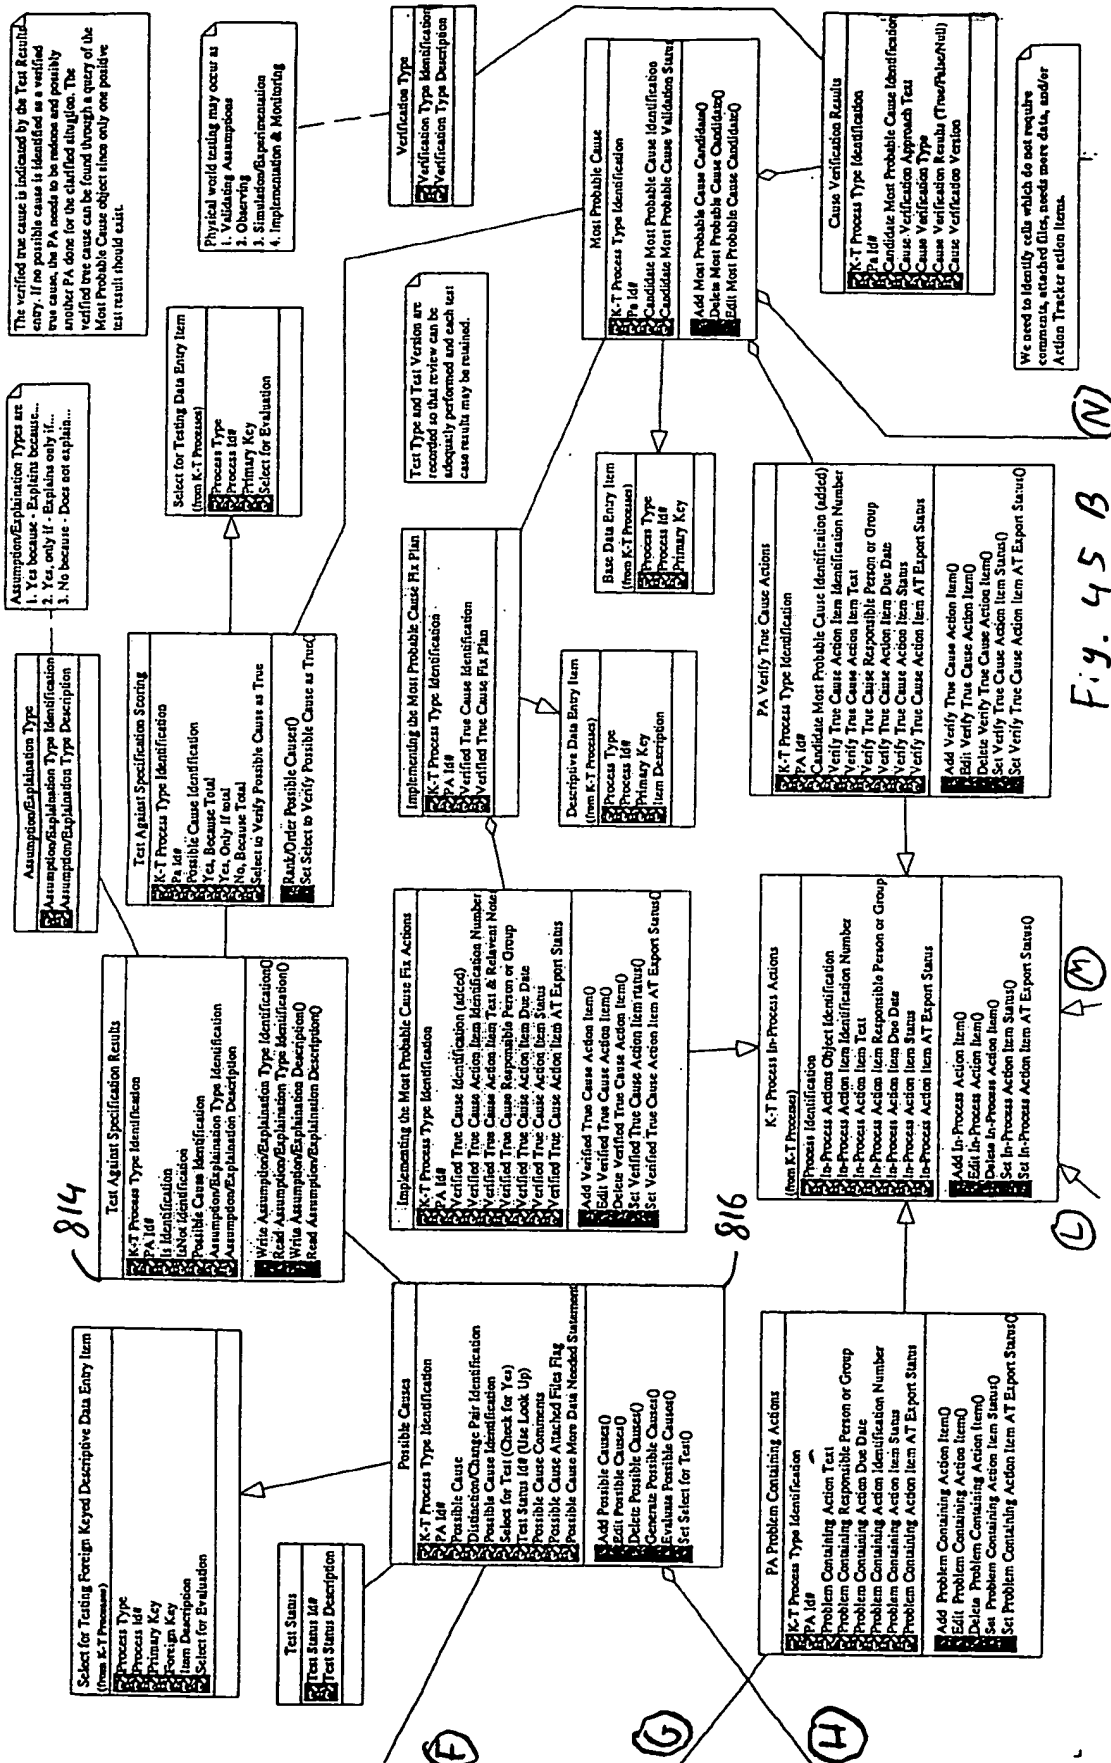 The verified true cause is indicated by the Test Results
entry. If no possible cause is identified as a verified
true cause, the PA needs to be redone and possibly
another PA done for the clarified situation. The
verified true cause can be found through a query of the
Most Probable Cause object since only one positive
test result should exist.
Assumption/Explaination Types are
1. Yes because - Explains because...
2. Yes, only if - Explains only if...
3. No because - Does not explain...
Physical world testing may occur as
1. Validating Assumptions
2. Observing
3. Simulation/Experimentation
4. Implementation & Monitoring
Assumption/Explaination Type
Assumption/Explaination Type Identification
Assumption/Explaination Type Description
Select for Testing Data Entry Item
(from K-T Processes)
Process Type
Process Id#
Primary Key
Select for Evaluation
Verification Type
Verification Type Identification
Verification Type Description
814
Test Against Specification Results
K-T Process Type Identification
PA Id#
Is Identification
IsNot Identification
Possible Cause Identification
Assumption/Explaination Type Identification
Assumption/Explaination Description
Write Assumption/Explaination Type Identification()
Read Assumption/Explaination Type Identification()
Write Assumption/Explaination Description()
Read Assumption/Explaination Description()
Test Against Specification Scoring
K-T Process Type Identification
Pa Id#
Possible Cause Identification
Yes, Because Total
Yes, Only If total
No, Because Total
Select to Verify Possible Cause as True
Rank/Order Possible Cause()
Set Select to Verify Possible Cause as True()
Select for Testing Foreign Keyed Descriptive Data Entry Item
(from K-T Processes)
Process Type
Process Id#
Primary Key
Foreign Key
Item Description
Select for Evaluation
Test Type and Test Version are
recorded so that review can be
adequately performed and each test
case results may be retained.
Test Status
Test Status Id#
Test Status Description
Possible Causes
K-T Process Type Identification
PA Id#
Possible Cause
Distinction/Change Pair Identification
Possible Cause Identification
Select for Test (Check for Yes)
Test Status Id# (Use Look Up)
Possible Cause Comments
Possible Cause Attached Files Flag
Possible Cause More Data Needed Statement
Add Possible Causes()
Edit Possible Causes()
Delete Possible Causes()
Generate Possible Causes()
Evaluate Possible Causes()
Set Select for Test()
816
Implementing the Most Probable Cause Fix Actions
K-T Process Type Identification
PA Id#
Verified True Cause Identification (added)
Verified True Cause Action Item Identification Number
Verified True Cause Action Item Text & Relavent Notes
Verified True Cause Responsible Person or Group
Verified True Cause Action Item Due Date
Verified True Cause Action Item Status
Verified True Cause Action Item AT Export Status
Add Verified True Cause Action Item()
Edit Verified True Cause Action Item()
Delete Verified True Cause Action Item()
Set Verified True Cause Action Item rtatus()
Set Verified True Cause Action Item AT Export Status()
Implementing the Most Probable Cause Fix Plan
K-T Process Type Identification
PA Id#
Verified True Cause Identification
Verified True Cause Fix Plan
Descriptive Data Entry Item
(from K-T Processes)
Process Type
Process Id#
Primary Key
Item Description
Base Data Entry Item
(from K-T Processes)
Process Type
Process Id#
Primary Key
Most Probable Cause
K-T Process Type Identification
Pa Id#
Candidate Most Probable Cause Identification
Candidate Most Probable Cause Validation Status
Add Most Probable Cause Candidate()
Delete Most Probable Cause Candidate()
Edit Most Probable Cause Candidate()
Cause Verification Results
K-T Process Type Identification
Pa Id#
Candidate Most Probable Cause Identification
Cause Verification Approach Text
Cause Verification Type
Cause Verification Results (True/False/Null)
Cause Verification Version
PA Problem Containing Actions
K-T Process Type Identification
PA Id#
Problem Containing Action Text
Problem Containing Responsible Person or Group
Problem Containing Action Due Date
Problem Containing Action Identification Number
Problem Containing Action Item Status
Problem Containing Action Item AT Export Status
Add Problem Containing Action Item()
Edit Problem Containing Action Item()
Delete Problem Containing Action Item()
Set Problem Containing Action Item Status()
Set Problem Containing Action Item AT Export Status()
K-T Process In-Process Actions
(from K-T Processes)
Process Identification
In-Process Actions Object Identification
In-Process Action Item Identification Number
In-Process Action Item Text
In-Process Action Item Responsible Person or Group
In-Process Action Item Due Date
In-Process Action Item Status
In-Process Action Item AT Export Status
Add In-Process Action Item()
Edit In-Process Action Item()
Delete In-Process Action Item()
Set In-Process Action Item Status()
Set In-Process Action Item AT Export Status()
PA Verify True Cause Actions
K-T Process Type Identification
PA Id#
Candidate Most Probable Cause Identification (added)
Verify True Cause Action Item Identification Number
Verify True Cause Action Item Text
Verify True Cause Responsible Person or Group
Verify True Cause Action Item Due Date
Verify True Cause Action Item Status
Verify True Cause Action Item AT Export Status
Add Verify True Cause Action Item()
Edit Verify True Cause Action Item()
Delete Verify True Cause Action Item()
Set Verify True Cause Action Item Status()
Set Verify True Cause Action Item AT Export Status()
We need to identify cells which do not require
comments, attached files, needs more data, and/or
Action Tracker action items.
F
G
H
L
M
N
Fig. 45 B